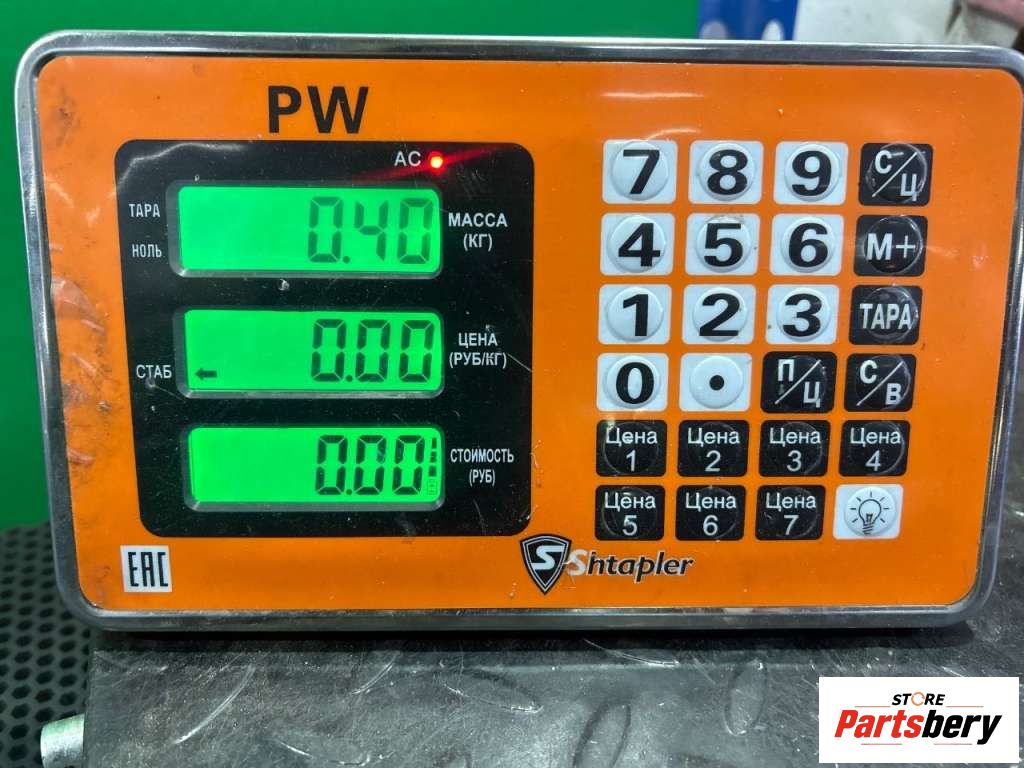 PW
AC
ТАРА
НОЛЬ
0.40
МАССА
(КГ)
СТАБ
0.00
ЦЕНА
(РУБ/КГ)
0.00
СТОИМОСТЬ
(РУБ)
7 8 9 С/Ц
4 5 6 М+
1 2 3 ТАРА
0 . П/Ц С/В
Цена 1 Цена 2 Цена 3 Цена 4
Цена 5 Цена 6 Цена 7
EAC
S Shtapler
STORE
Partsbery